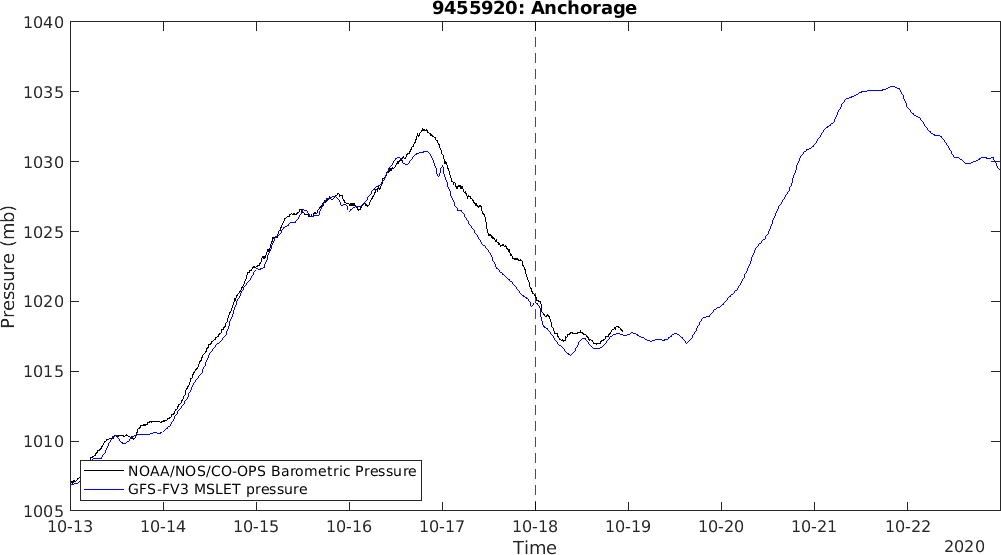 9455920: Anchorage
1040
1035
1030
1025
1020
1015
1010
1005
Pressure (mb)
NOAA/NOS/CO-OPS Barometric Pressure
GFS-FV3 MSLET pressure
10-13 10-14 10-15 10-16 10-17 10-18 10-19 10-20 10-21 10-22
Time
2020